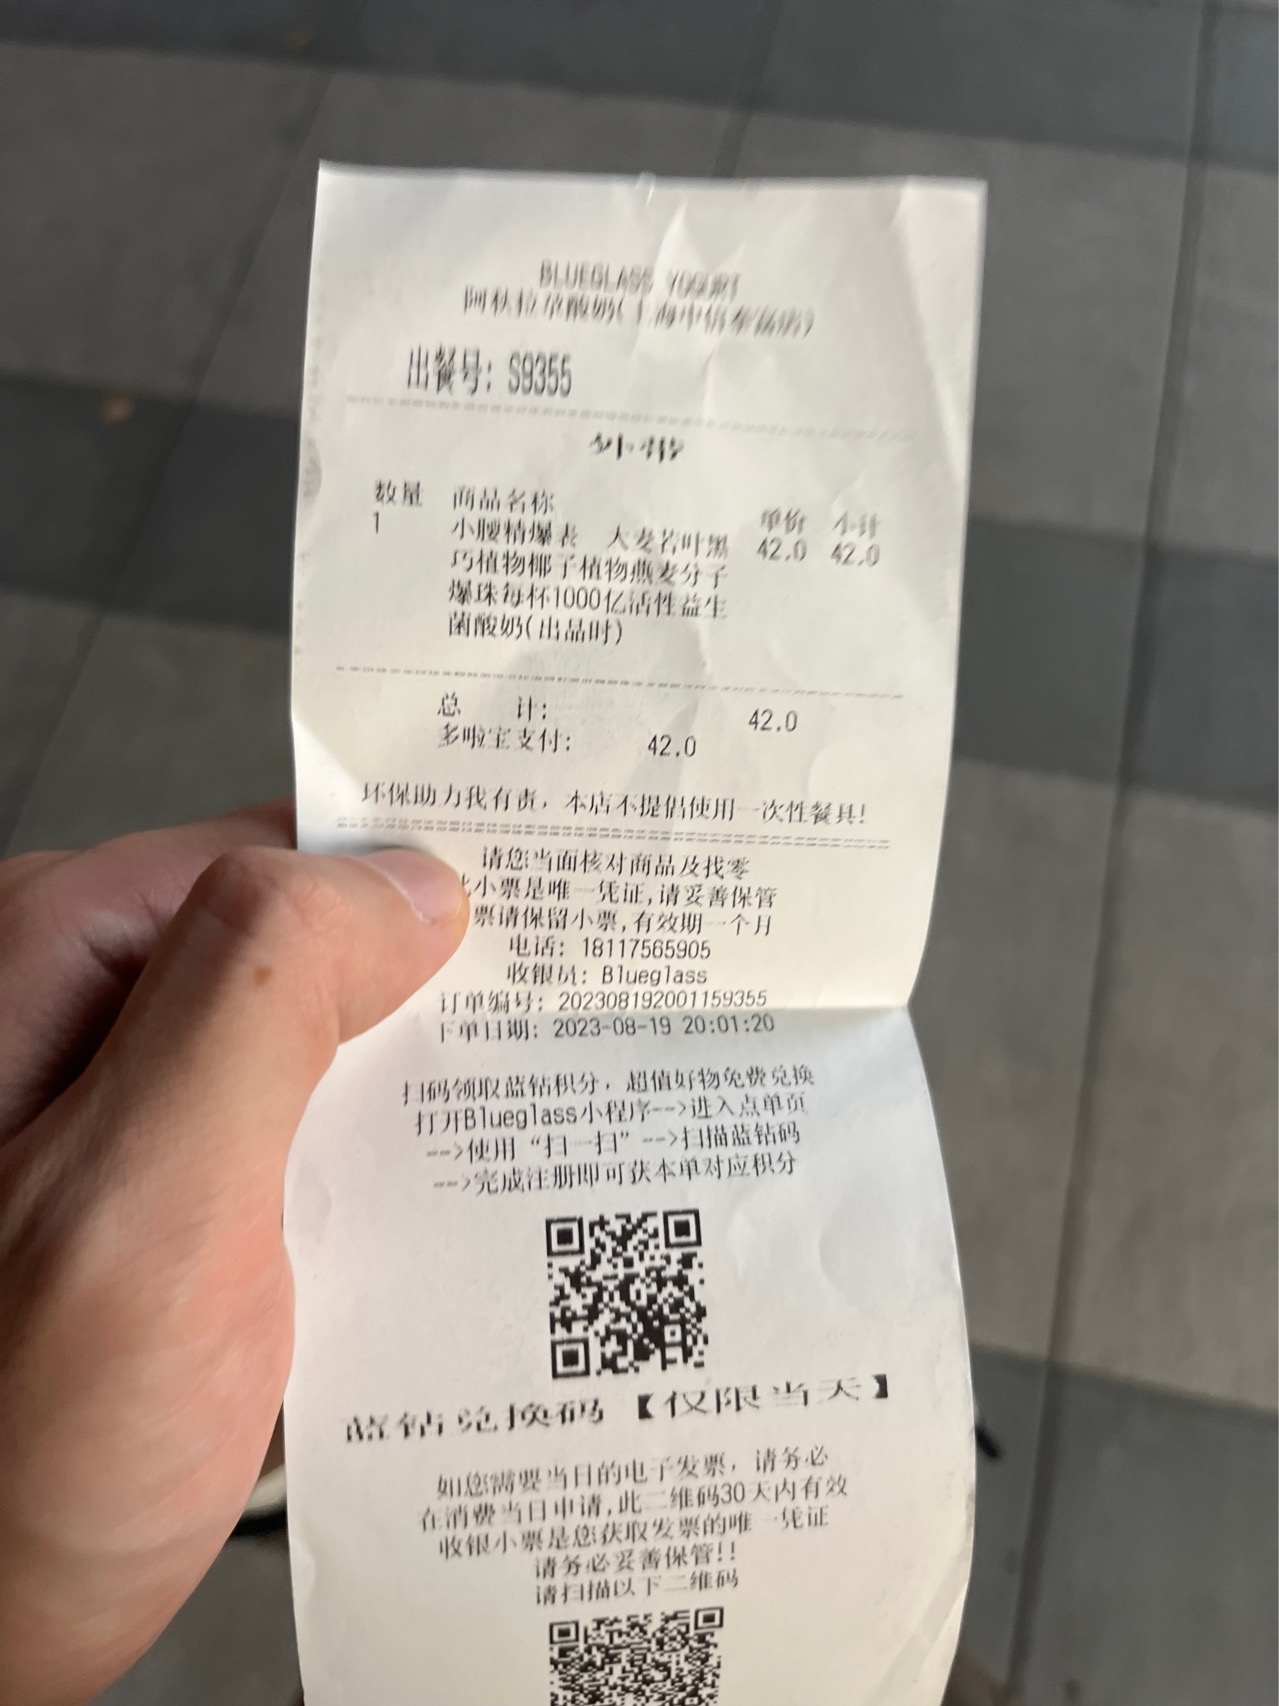 BLUEGLASS YOGURT
阿秋拉尕酸奶(上海中信泰富店)
出餐号: S9355
外带
数量 商品名称 单价 小计
1 小腰精爆表 大麦若叶黑 42.0 42.0
巧植物椰子植物燕麦分子
爆珠每杯1000亿活性益生
菌酸奶(出品时)
总 计: 42.0
多啦宝支付: 42.0
环保助力我有责, 本店不提倡使用一次性餐具!
请您当面核对商品及找零
此小票是唯一凭证,请妥善保管
票请保留小票,有效期一个月
电话: 18117565905
收银员: Blueglass
订单编号: 202308192001159355
下单日期: 2023-08-19 20:01:20
扫码领取蓝钻积分, 超值好物免费兑换
打开Blueglass小程序-->进入点单页
-->使用“扫一扫”-->扫描蓝钻码
-->完成注册即可获本单对应积分
蓝钻兑换码【仅限当天】
如您需要当日的电子发票, 请务必
在消费当日申请,此二维码30天内有效
收银小票是您获取发票的唯一凭证
请务必妥善保管!!
请扫描以下二维码